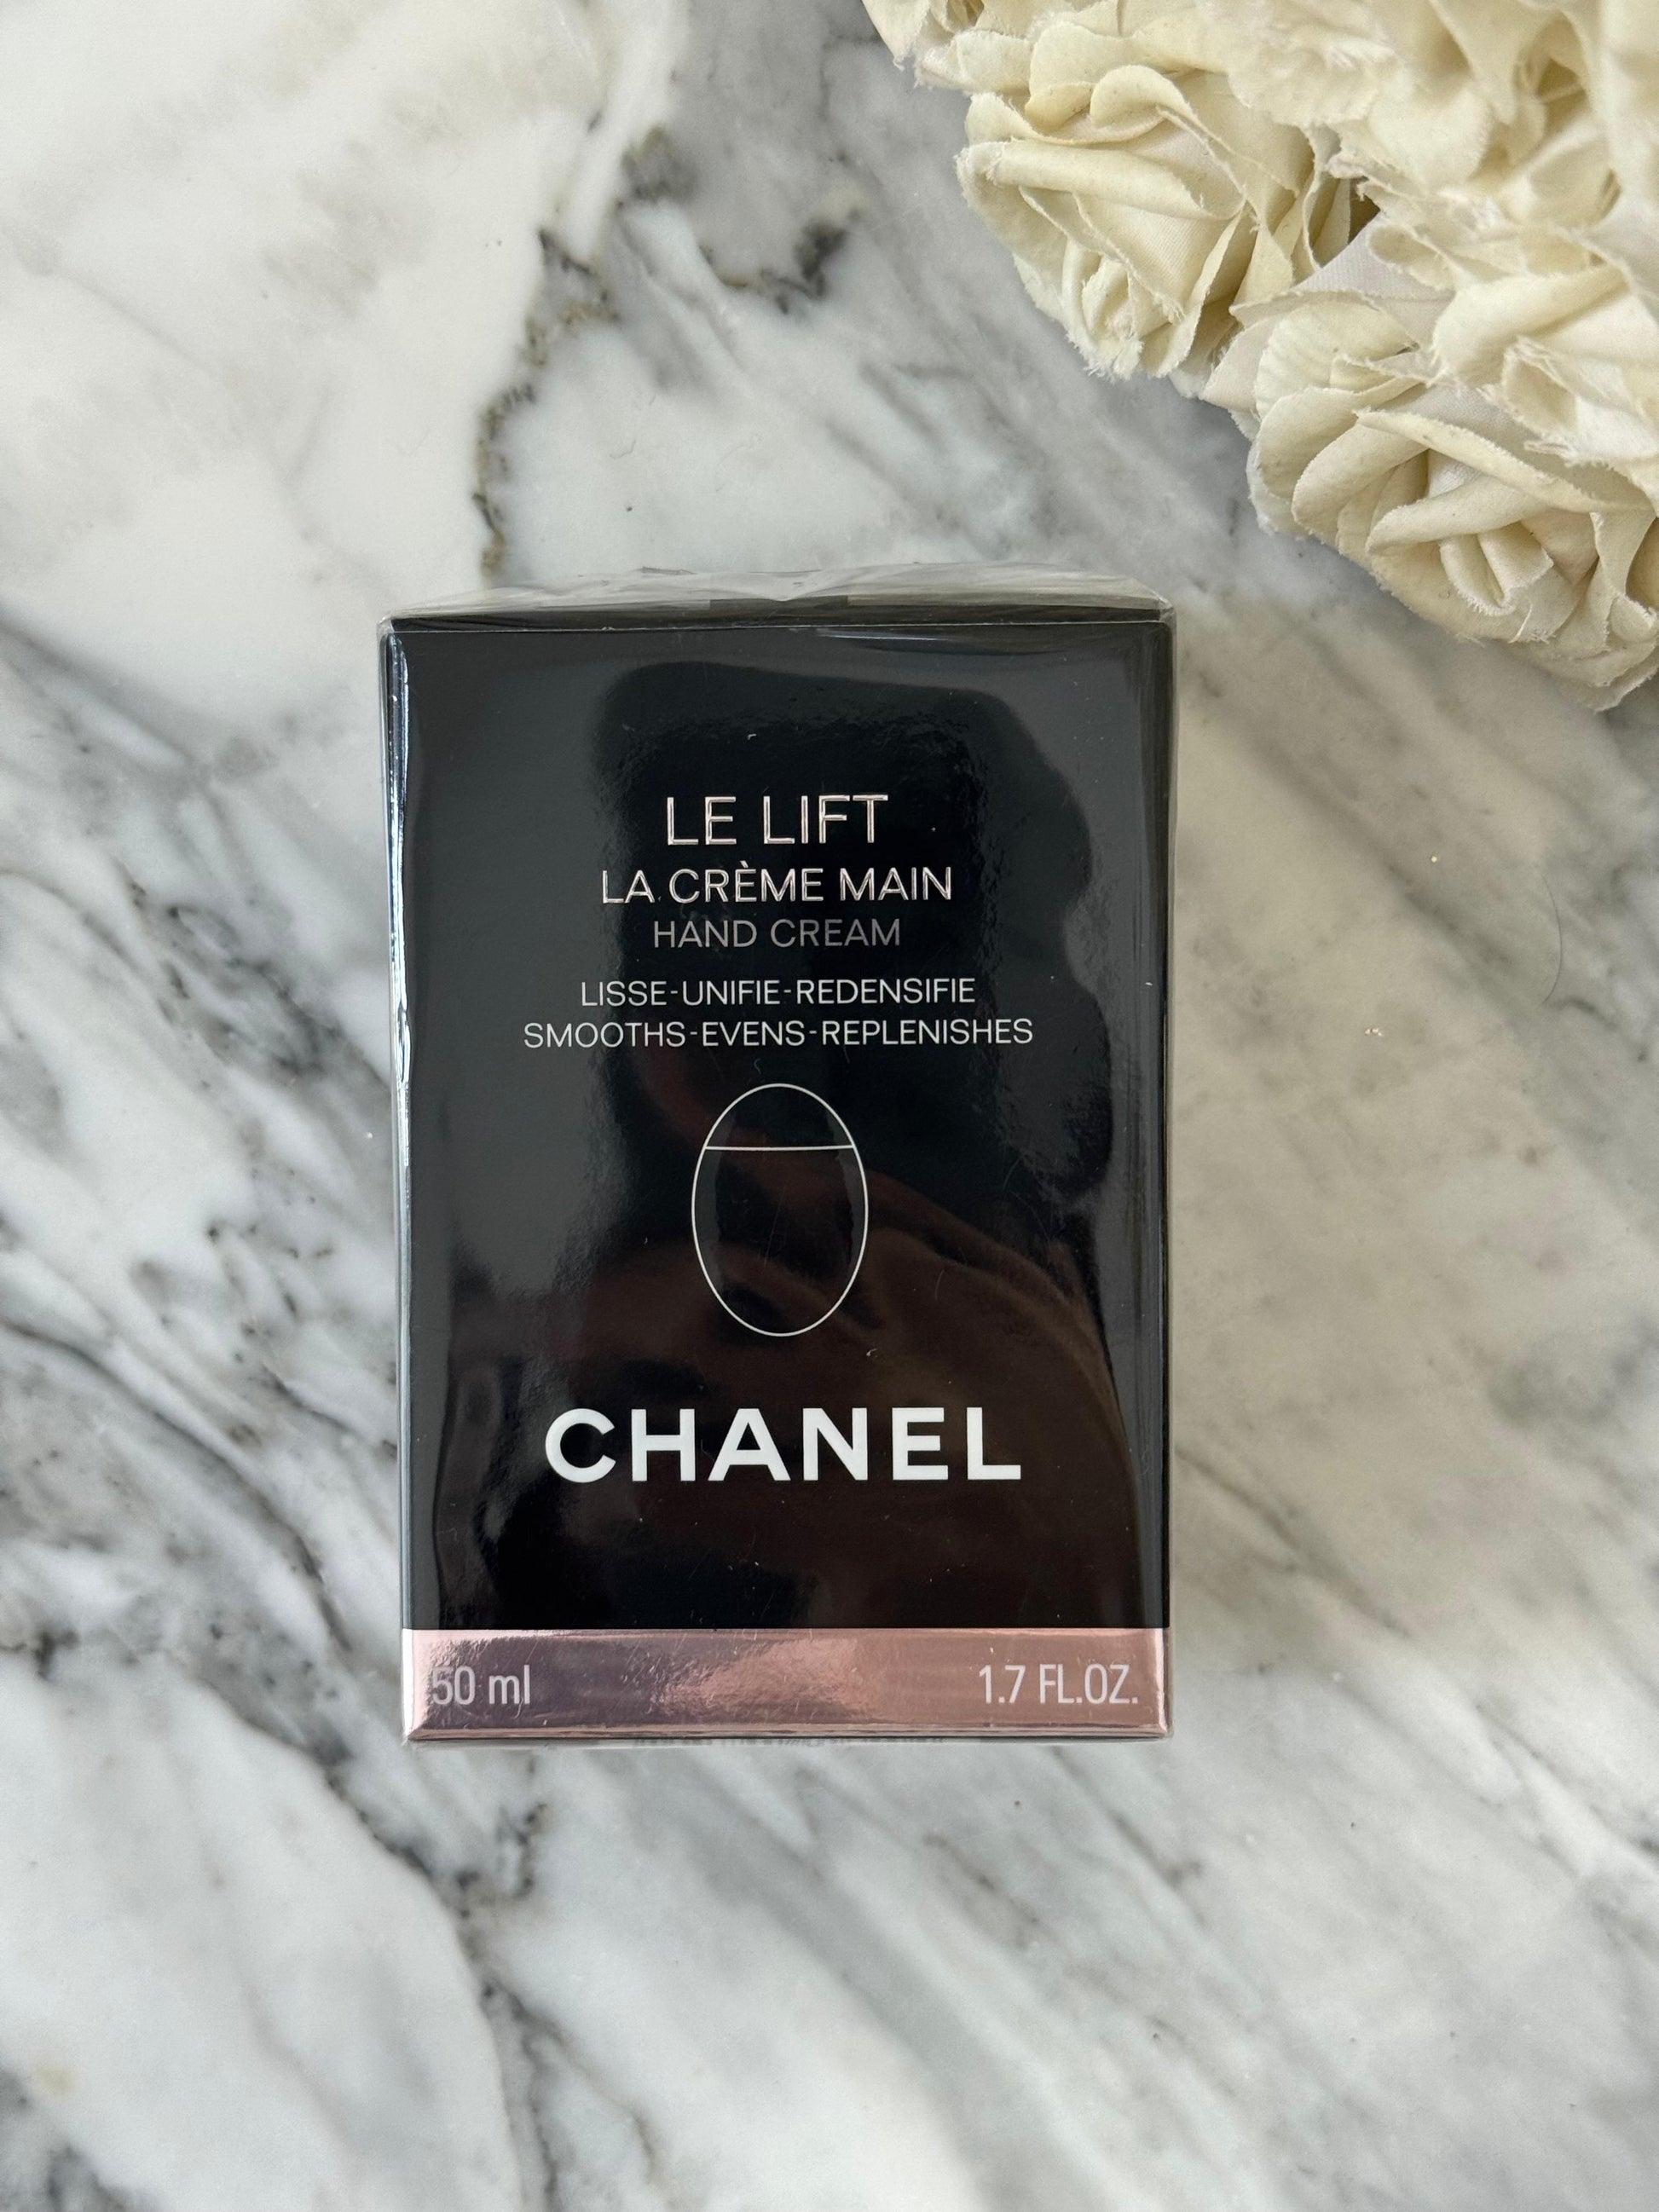 LE LIFT
LA CRÈME MAIN
HAND CREAM
LISSE-UNIFIE-REDENSIFIE
SMOOTHS-EVENS-REPLENISHES
CHANEL
50 ml 1.7 FL.OZ.